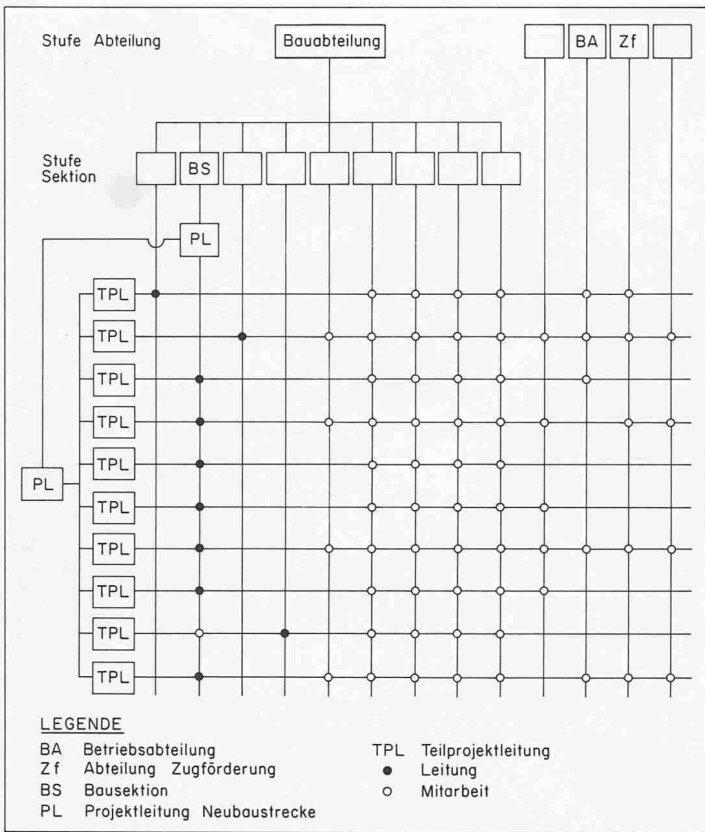 Stufe Abteilung
Bauabteilung
BA
Zf
Stufe
Sektion
BS
PL
TPL
TPL
TPL
TPL
TPL
PL
TPL
TPL
TPL
TPL
TPL
LEGENDE
BA Betriebsabteilung
Zf Abteilung Zugförderung
BS Bausektion
PL Projektleitung Neubaustrecke
TPL Teilprojektleitung
● Leitung
○ Mitarbeit